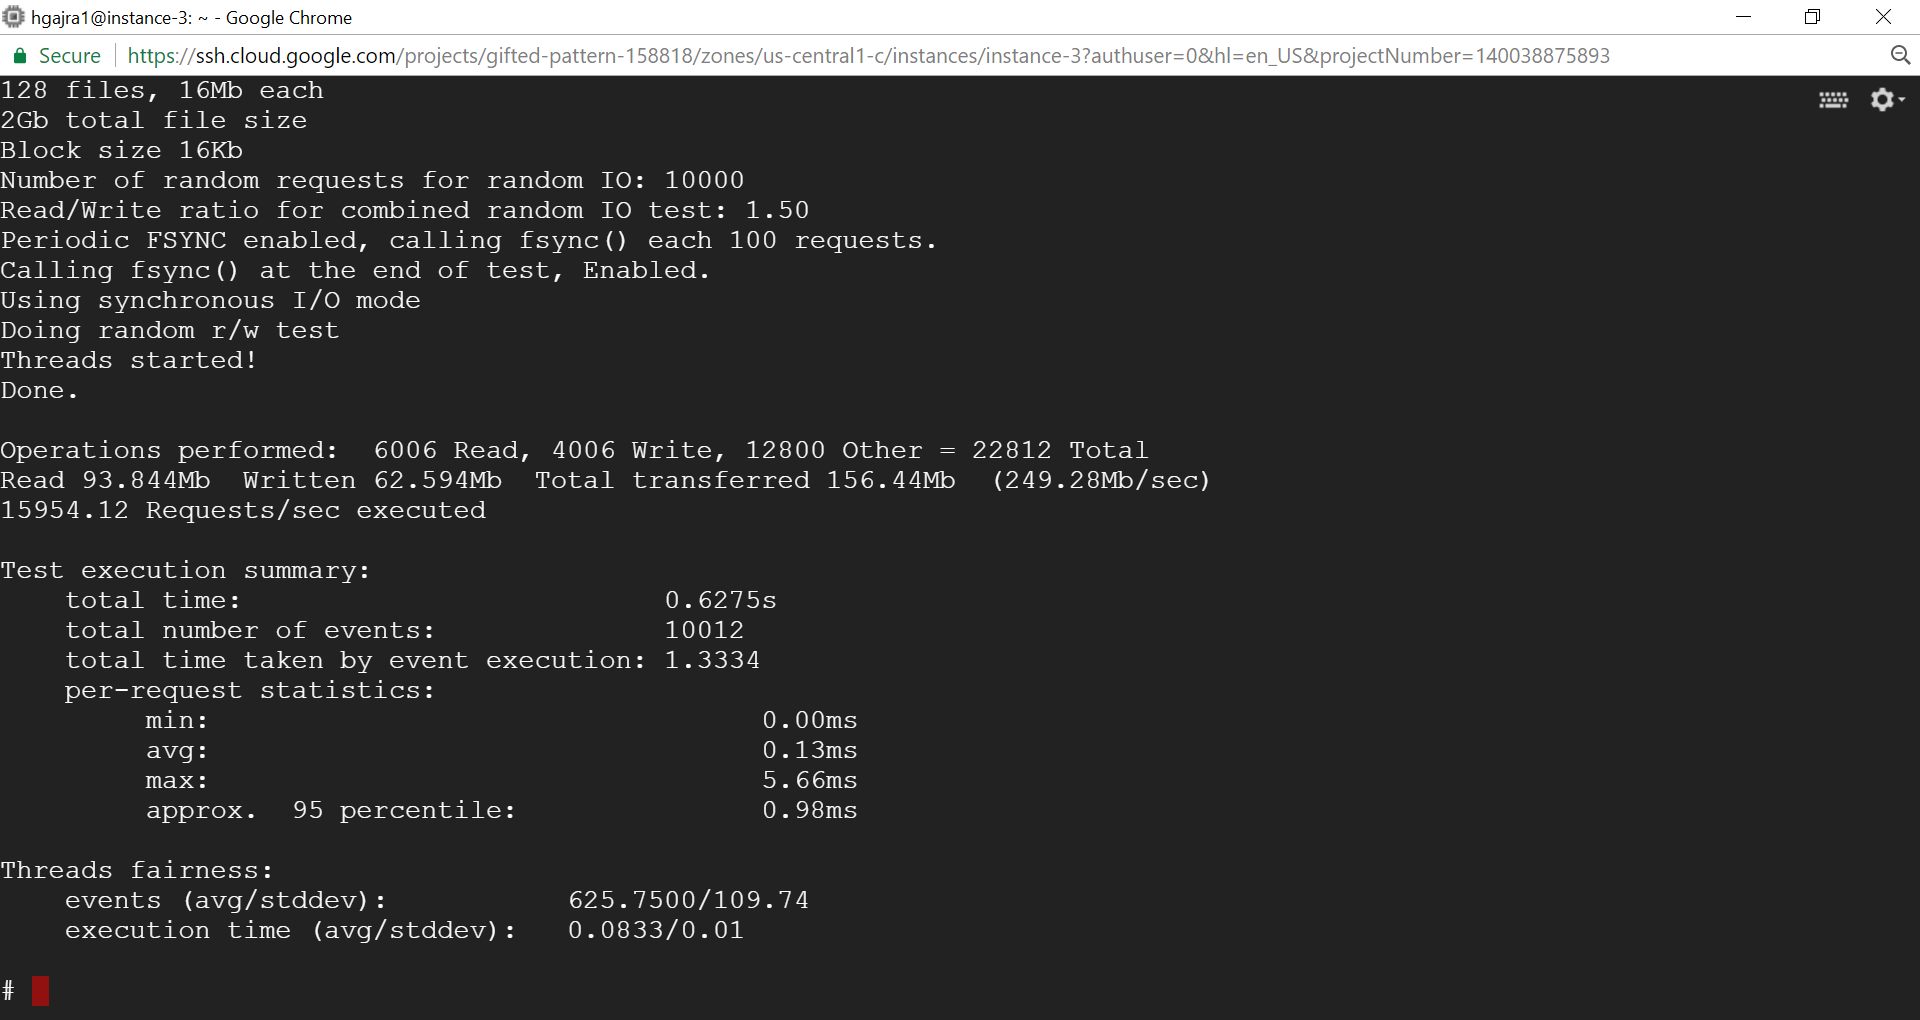 hgajra1@instance-3: ~ - Google Chrome
Secure https://ssh.cloud.google.com/projects/gifted-pattern-158818/zones/us-central1-c/instances/instance-3?authuser=0&hl=en_US&projectNumber=140038875893
128 files, 16Mb each
2Gb total file size
Block size 16Kb
Number of random requests for random IO: 10000
Read/Write ratio for combined random IO test: 1.50
Periodic FSYNC enabled, calling fsync() each 100 requests.
Calling fsync() at the end of test, Enabled.
Using synchronous I/O mode
Doing random r/w test
Threads started!
Done.
Operations performed:  6006 Read, 4006 Write, 12800 Other = 22812 Total
Read 93.844Mb  Written 62.594Mb  Total transferred 156.44Mb  (249.28Mb/sec)
15954.12 Requests/sec executed
Test execution summary:
    total time:                          0.6275s
    total number of events:              10012
    total time taken by event execution: 1.3334
    per-request statistics:
         min:                                  0.00ms
         avg:                                  0.13ms
         max:                                  5.66ms
         approx.  95 percentile:               0.98ms
Threads fairness:
    events (avg/stddev):           625.7500/109.74
    execution time (avg/stddev):   0.0833/0.01
#